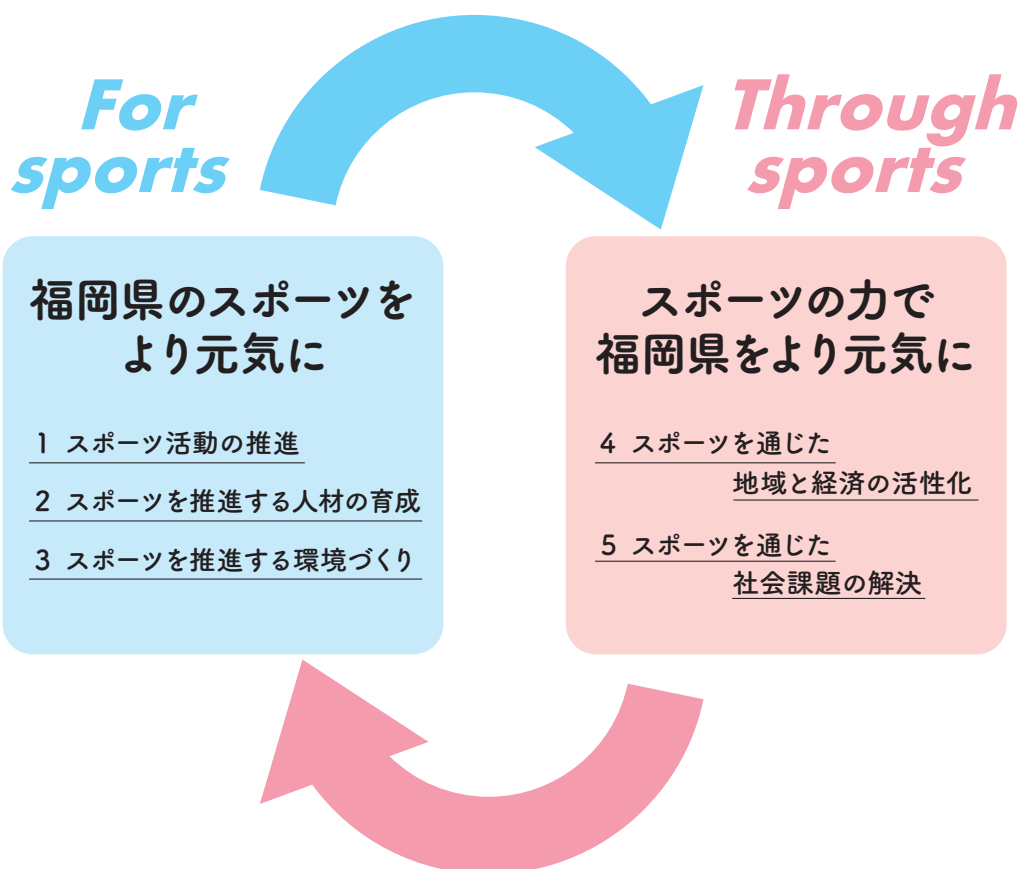 For
sports
福岡県のスポーツを
より元気に
1 スポーツ活動の推進
2 スポーツを推進する人材の育成
3 スポーツを推進する環境づくり
Through
sports
スポーツの力で
福岡県をより元気に
4 スポーツを通じた
地域と経済の活性化
5 スポーツを通じた
社会課題の解決